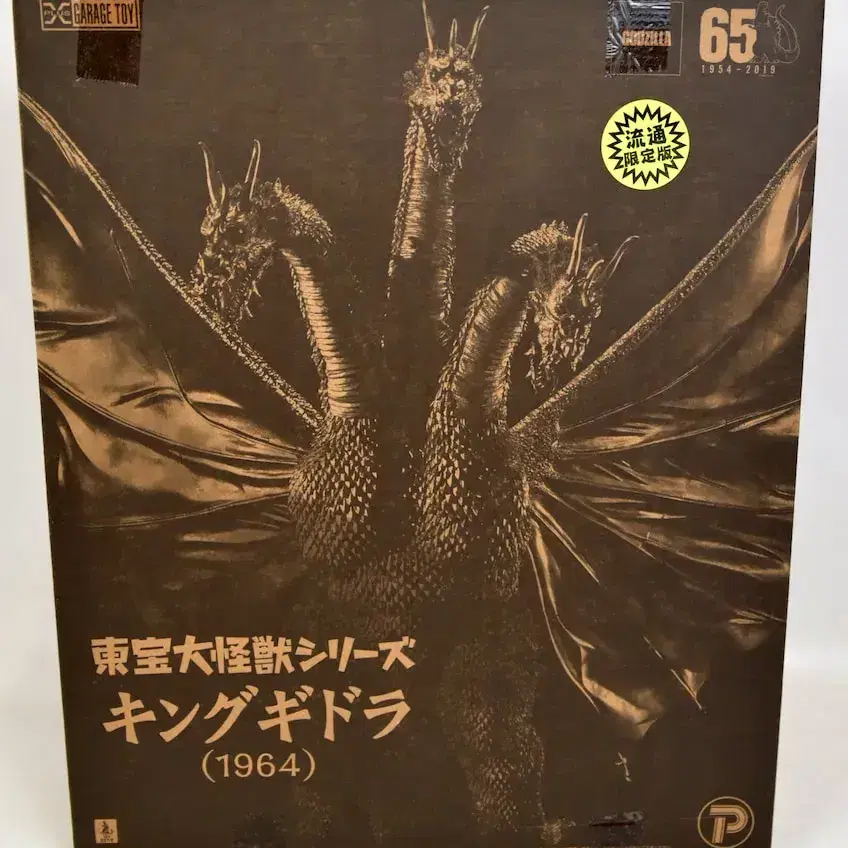 X PLUS GARAGE TOY
GODZILLA
65
1954-2019
流通
限定版
東宝大怪獣シリーズ
キングギドラ
(1964)
P